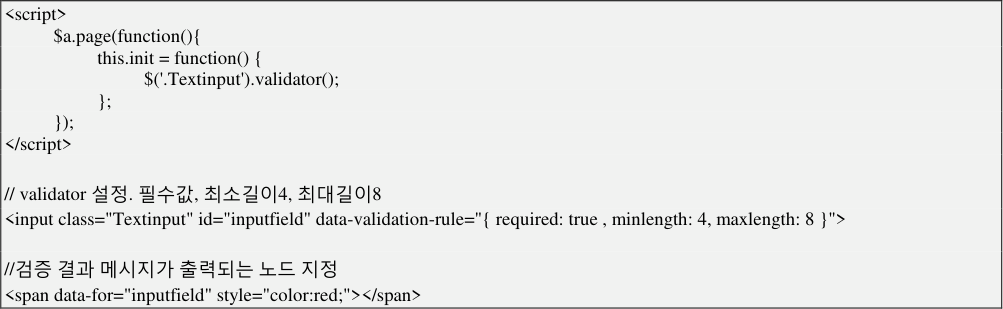 <script>
$a.page(function(){
this.init = function() {
$('.Textinput').validator();
};
});
</script>
// validator 설정. 필수값, 최소길이4, 최대길이8
<input class="Textinput" id="inputfield" data-validation-rule="{ required: true , minlength: 4, maxlength: 8 }">
//검증 결과 메시지가 출력되는 노드 지정
<span data-for="inputfield" style="color:red;"></span>